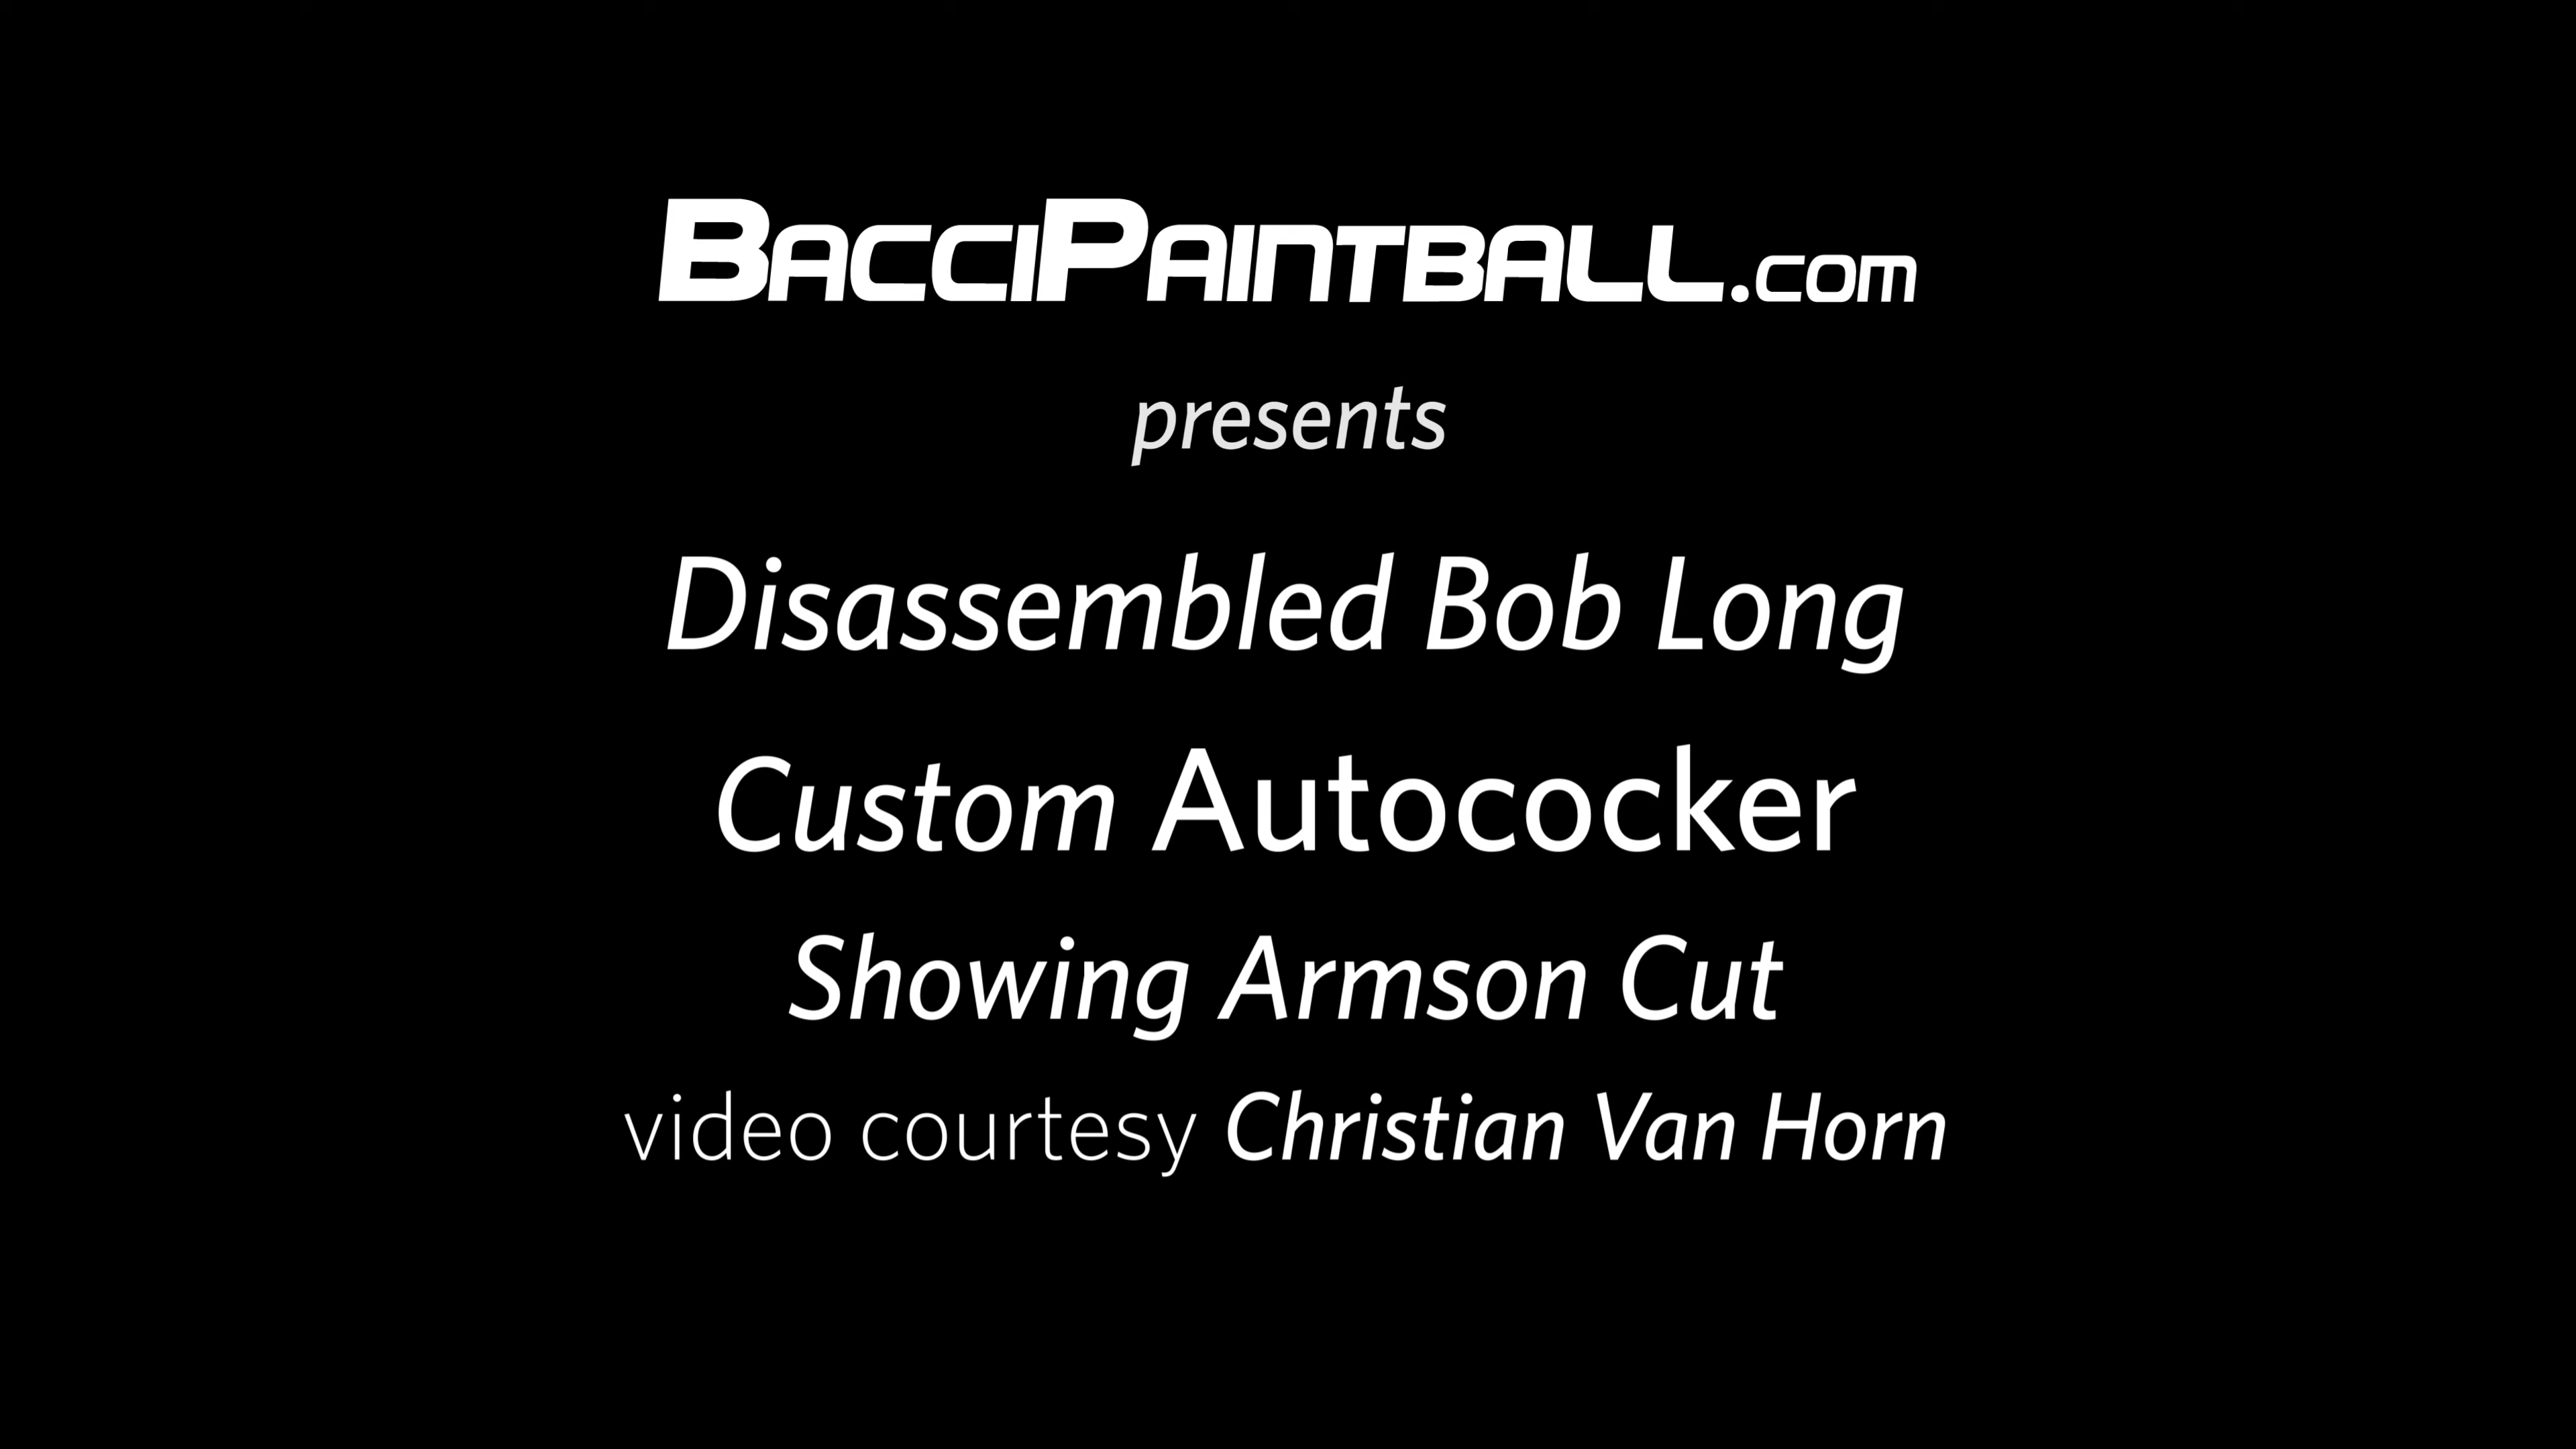 BacciPaintball.com
presents
Disassembled Bob Long
Custom Autococker
Showing Armson Cut
video courtesy Christian Van Horn